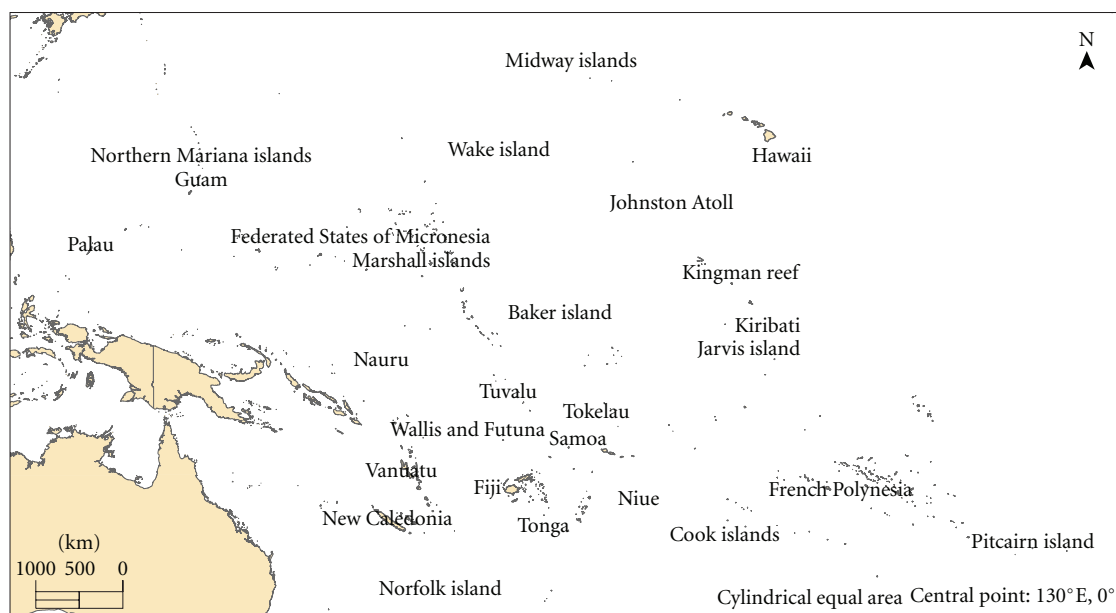 Midway islands
N
Northern Mariana islands
Wake island
Hawaii
Guam
Johnston Atoll
Palau
Federated States of Micronesia
Marshall islands
Kingman reef
Baker island
Kiribati
Jarvis island
Nauru
Tuvalu
Tokelau
Wallis and Futuna
Samoa
Vanuatu
Fiji
Niue
French Polynesia
New Caledonia
Tonga
Cook islands
Pitcairn island
(km)
1000 500 0
Norfolk island
Cylindrical equal area Central point: 130°E, 0°